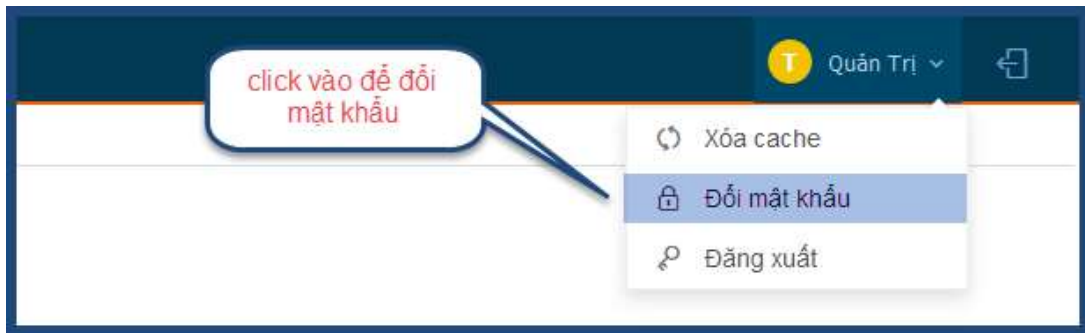 T Quản Trị
click vào để đổi
mật khẩu
Xóa cache
Đổi mật khẩu
Đăng xuất